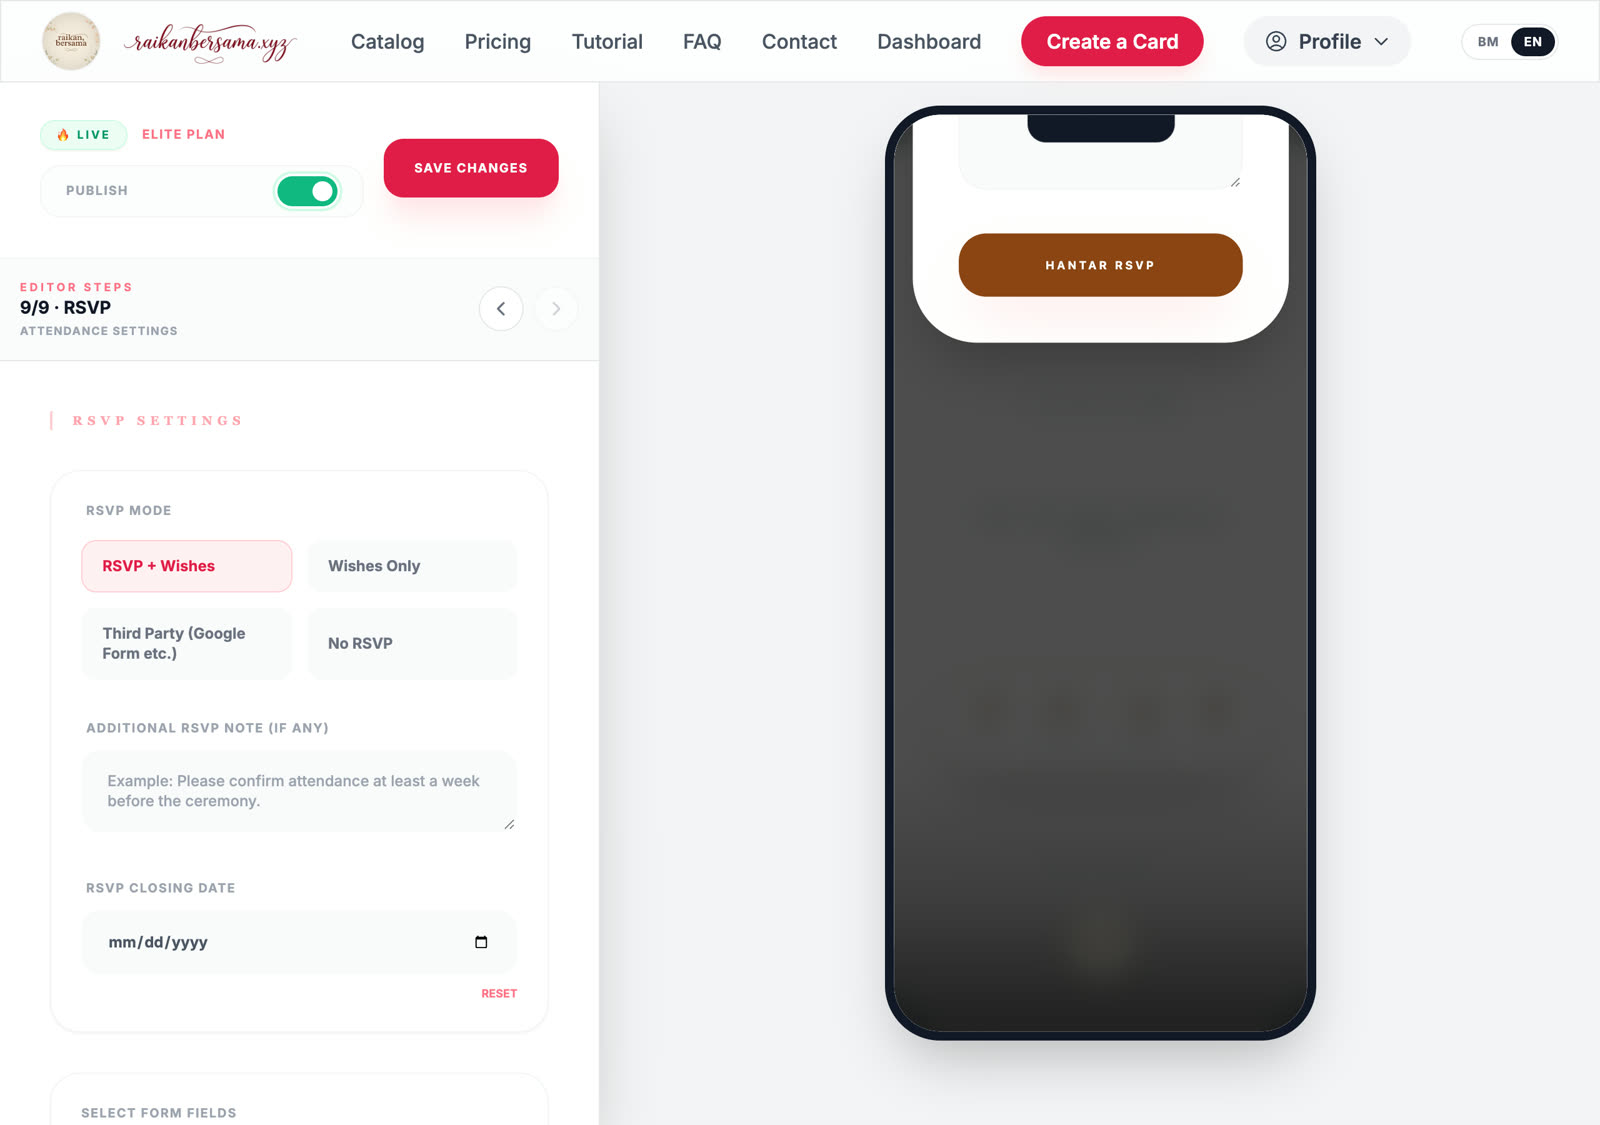 raikan
bersama
raikanbersama.xyz
Catalog
Pricing
Tutorial
FAQ
Contact
Dashboard
Create a Card
Profile
BM
EN
🔥 LIVE
ELITE PLAN
PUBLISH
SAVE CHANGES
EDITOR STEPS
9/9 · RSVP
ATTENDANCE SETTINGS
RSVP SETTINGS
RSVP MODE
RSVP + Wishes
Wishes Only
Third Party (Google
Form etc.)
No RSVP
ADDITIONAL RSVP NOTE (IF ANY)
Example: Please confirm attendance at least a week
before the ceremony.
RSVP CLOSING DATE
mm/dd/yyyy
RESET
SELECT FORM FIELDS
HANTAR RSVP